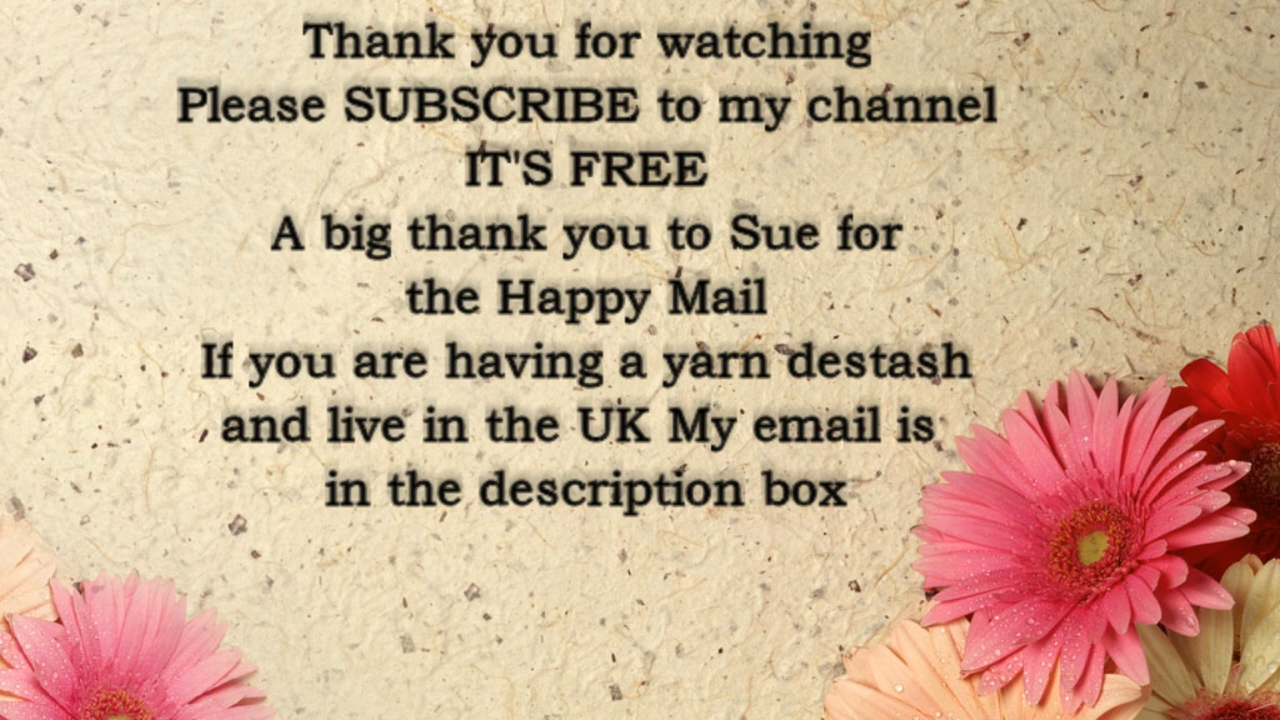 Thank you for watching
Please SUBSCRIBE to my channel
IT'S FREE
A big thank you to Sue for
the Happy Mail
If you are having a yarn destash
and live in the UK My email is
in the description box